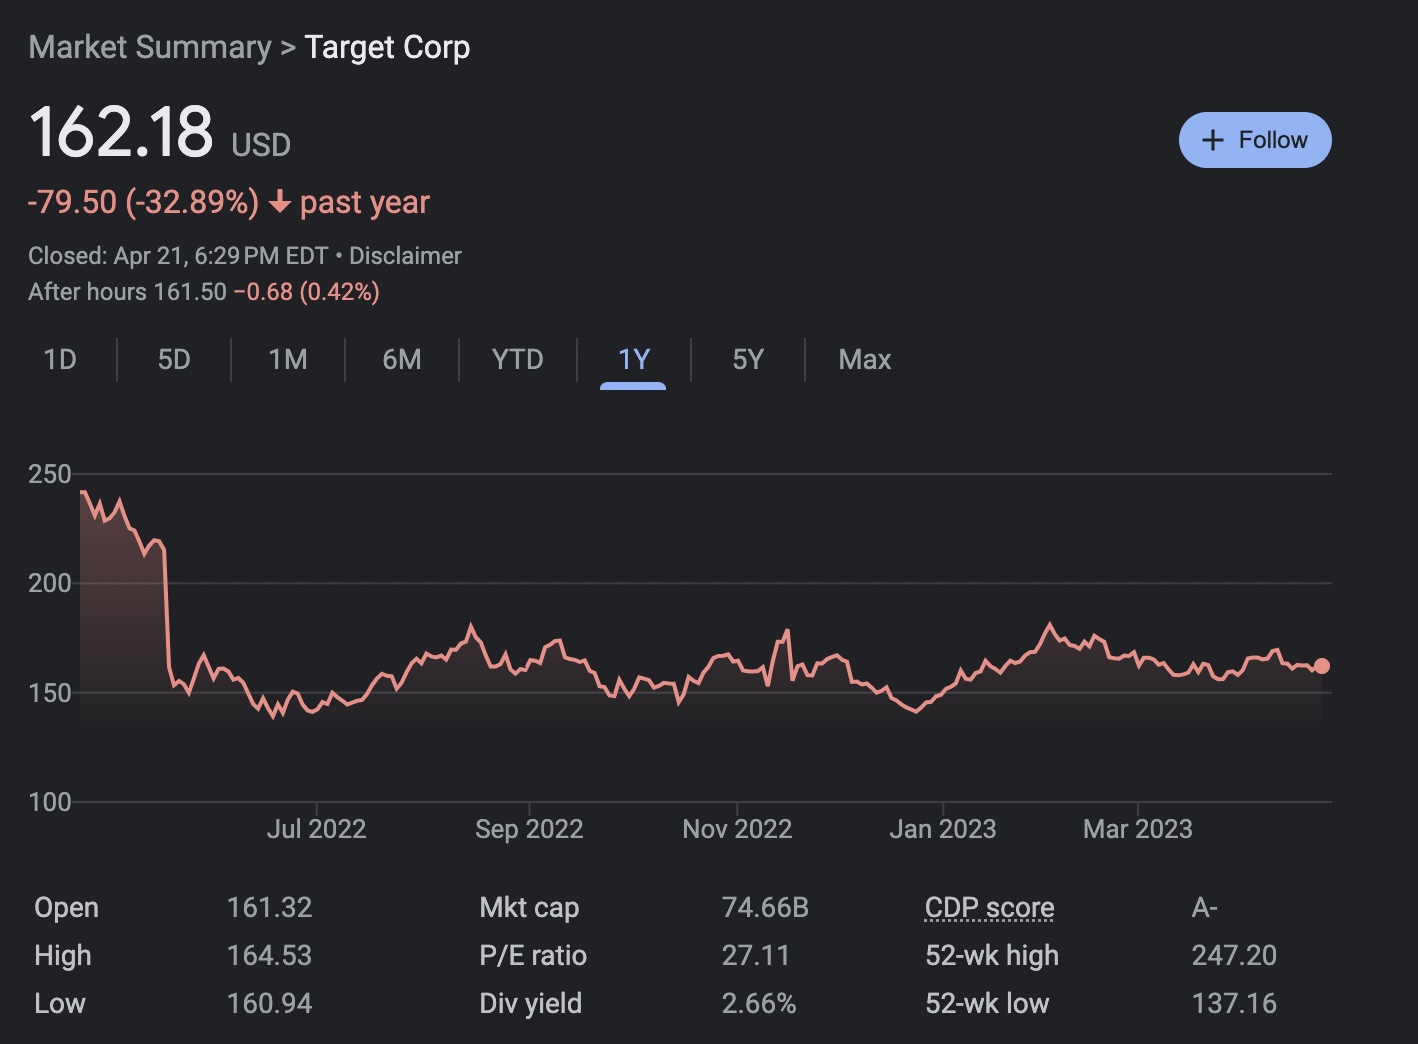 Market Summary > Target Corp
162.18 USD
+ Follow
-79.50 (-32.89%) ↓ past year
Closed: Apr 21, 6:29 PM EDT • Disclaimer
After hours 161.50 −0.68 (0.42%)
1D 5D 1M 6M YTD 1Y 5Y Max
250
200
150
100
Jul 2022 Sep 2022 Nov 2022 Jan 2023 Mar 2023
Open 161.32 Mkt cap 74.66B CDP score A-
High 164.53 P/E ratio 27.11 52-wk high 247.20
Low 160.94 Div yield 2.66% 52-wk low 137.16